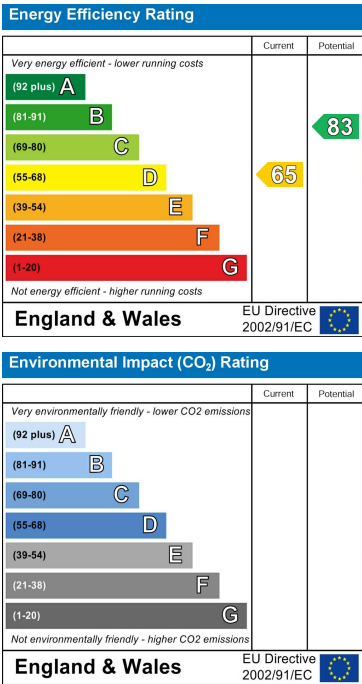 Energy Efficiency Rating
Current Potential
Very energy efficient - lower running costs
(92 plus) A
(81-91) B
(69-80) C
(55-68) D
(39-54) E
(21-38) F
(1-20) G
65
83
Not energy efficient - higher running costs
England & Wales
EU Directive
2002/91/EC
Environmental Impact (CO₂) Rating
Current Potential
Very environmentally friendly - lower CO2 emissions
(92 plus) A
(81-91) B
(69-80) C
(55-68) D
(39-54) E
(21-38) F
(1-20) G
Not environmentally friendly - higher CO2 emissions
England & Wales
EU Directive
2002/91/EC